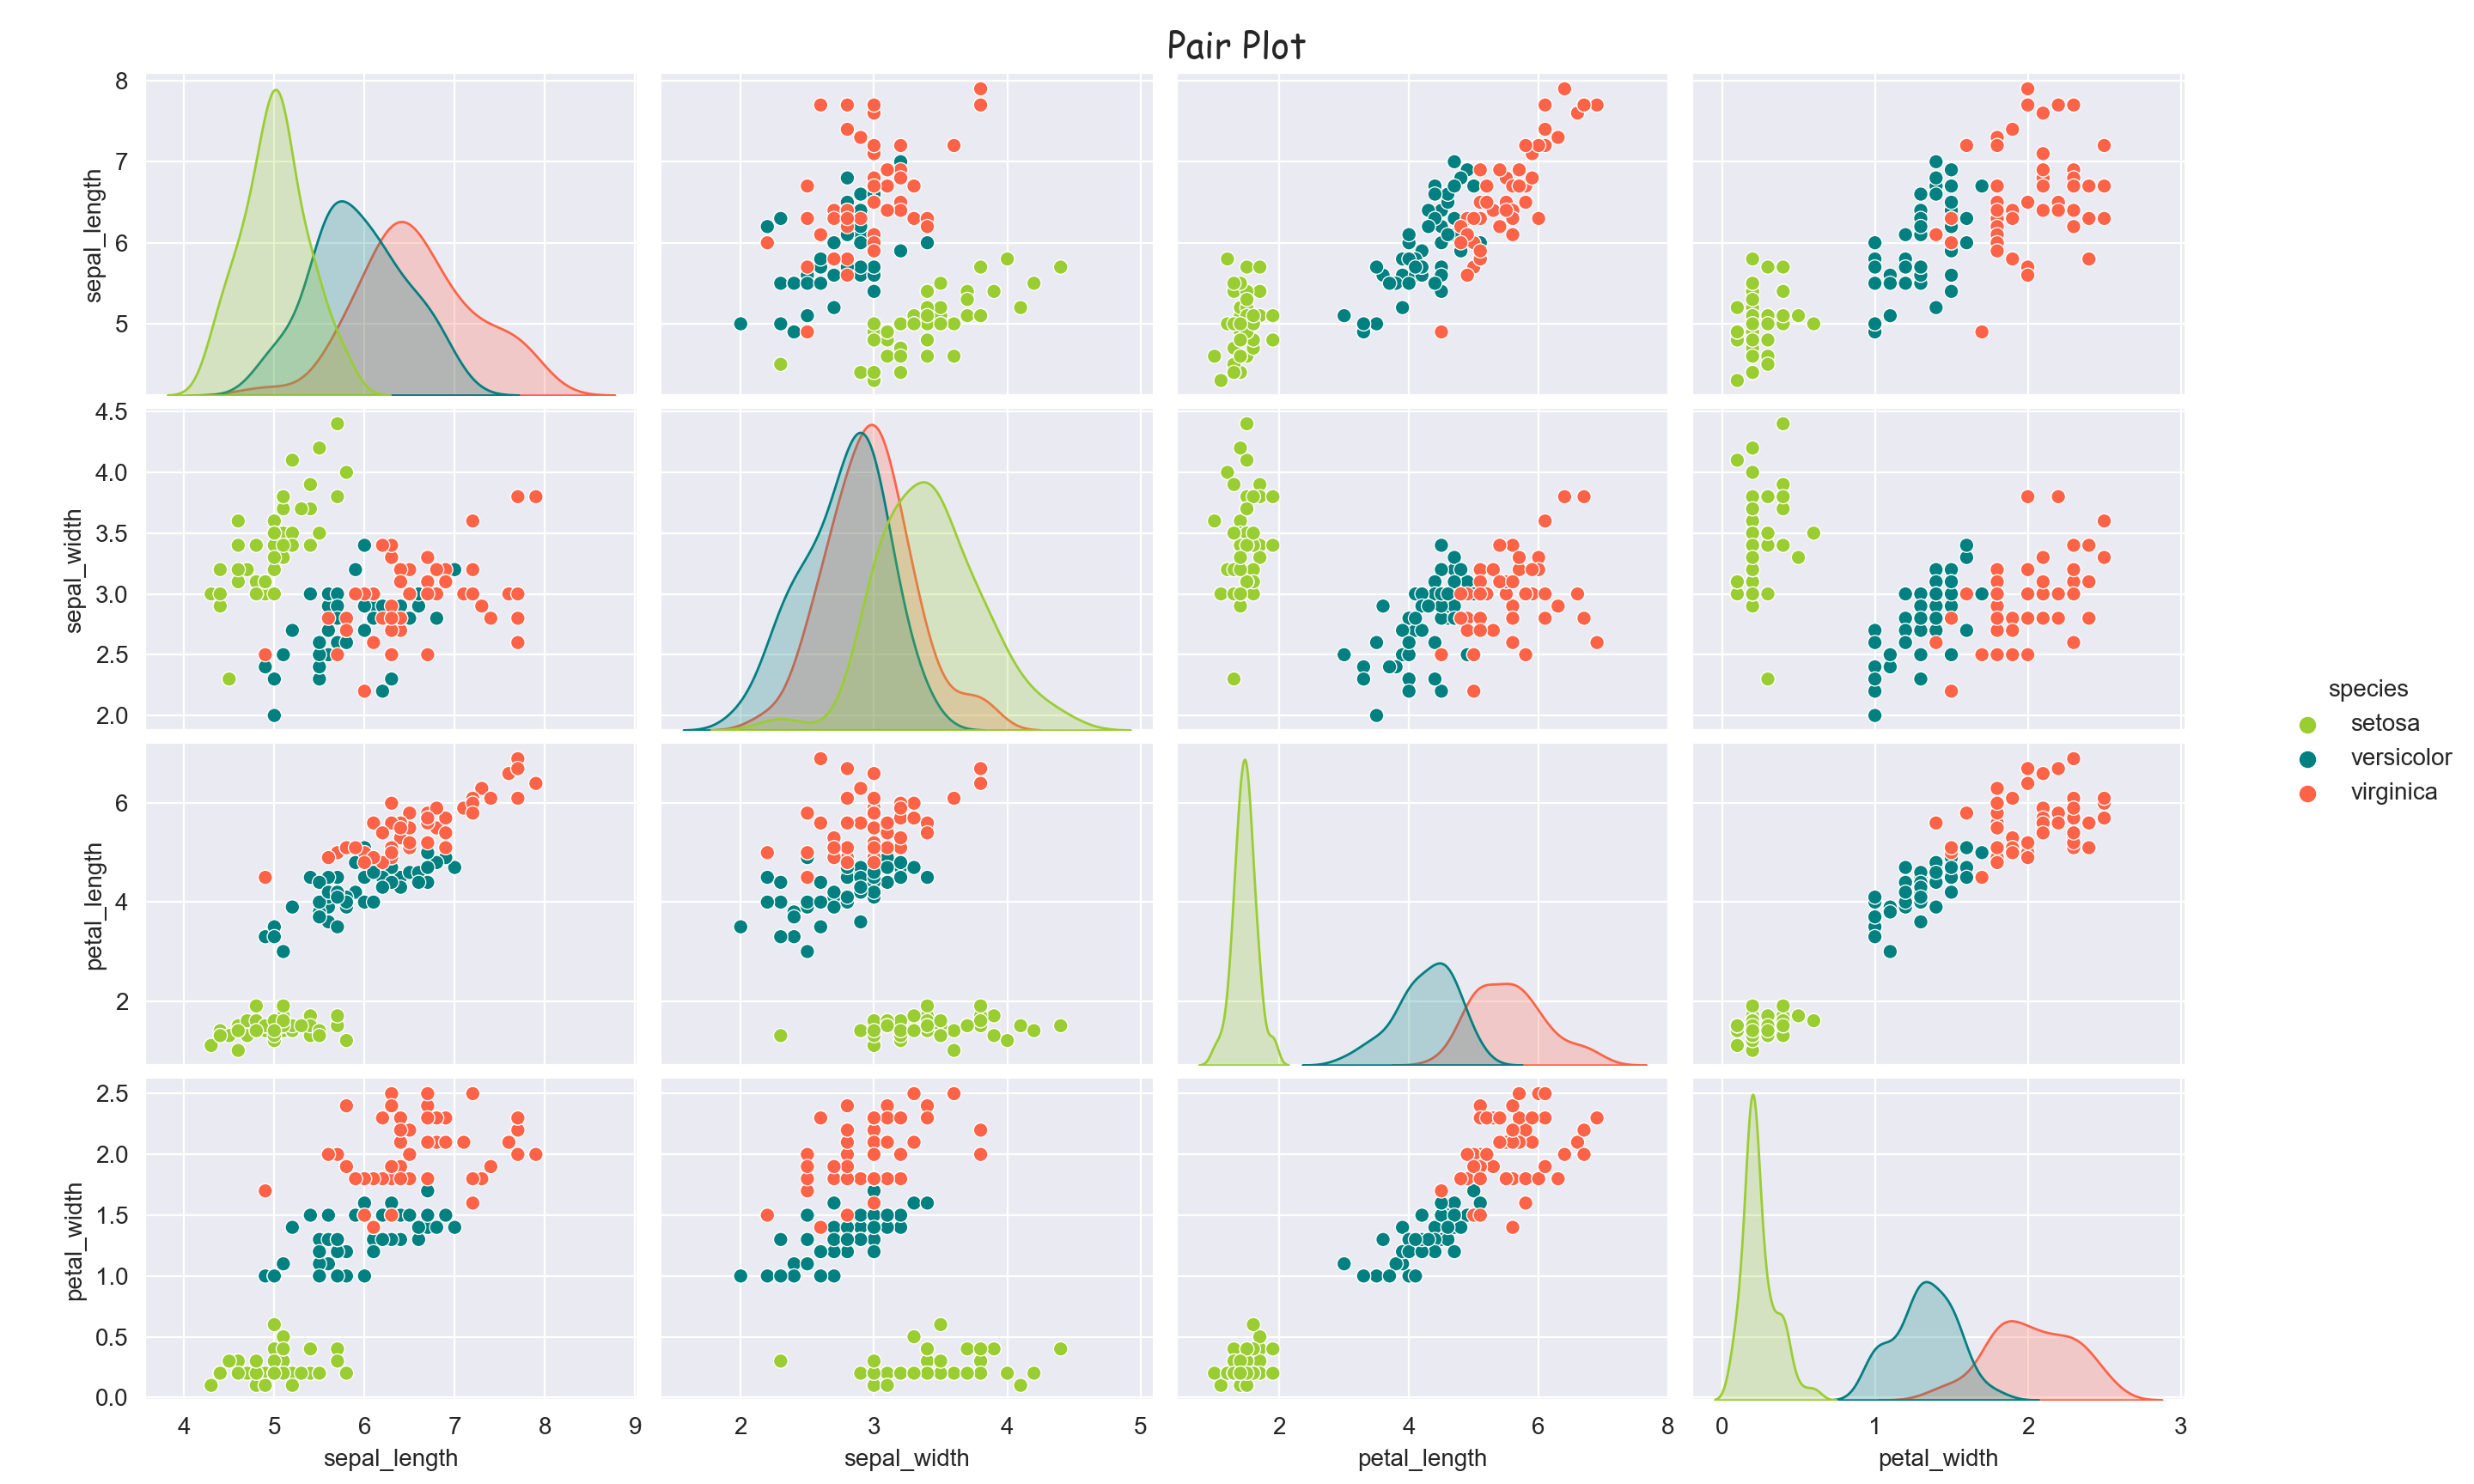 Pair Plot
8
7
6
5
sepal_length
4.5
4.0
3.5
3.0
2.5
2.0
sepal_width
6
4
2
petal_length
2.5
2.0
1.5
1.0
0.5
0.0
petal_width
4 5 6 7 8 9
sepal_length
2 3 4 5
sepal_width
2 4 6 8
petal_length
0 1 2 3
petal_width
species
setosa
versicolor
virginica